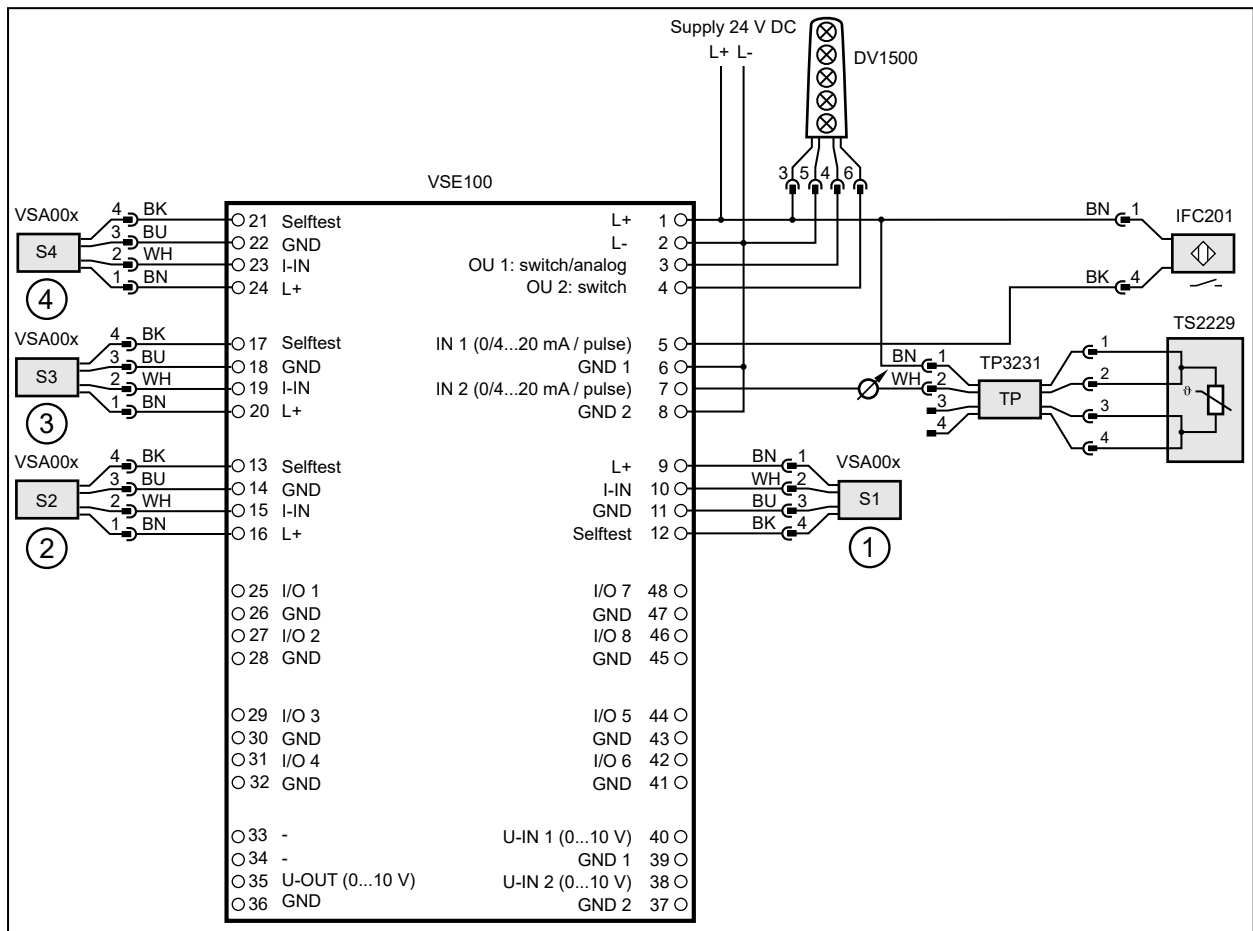 Supply 24 V DC
L+ L-
DV1500
3 5 4 6
VSE100
VSA00x
S4
4
4 BK
3 BU
2 WH
1 BN
21 Selftest
22 GND
23 I-IN
24 L+
VSA00x
S3
3
4 BK
3 BU
2 WH
1 BN
17 Selftest
18 GND
19 I-IN
20 L+
VSA00x
S2
2
4 BK
3 BU
2 WH
1 BN
13 Selftest
14 GND
15 I-IN
16 L+
25 I/O 1
26 GND
27 I/O 2
28 GND
29 I/O 3
30 GND
31 I/O 4
32 GND
33 -
34 -
35 U-OUT (0...10 V)
36 GND
L+ 1
L- 2
OU 1: switch/analog 3
OU 2: switch 4
IN 1 (0/4...20 mA / pulse) 5
GND 1 6
IN 2 (0/4...20 mA / pulse) 7
GND 2 8
L+ 9
I-IN 10
GND 11
Selftest 12
I/O 7 48
GND 47
I/O 8 46
GND 45
I/O 5 44
GND 43
I/O 6 42
GND 41
U-IN 1 (0...10 V) 40
GND 1 39
U-IN 2 (0...10 V) 38
GND 2 37
BN 1
IFC201
BK 4
TS2229
BN 1
WH 2
3
4
TP3231
TP
1
2
3
4
ϑ
BN 1
WH 2
BU 3
BK 4
VSA00x
S1
1